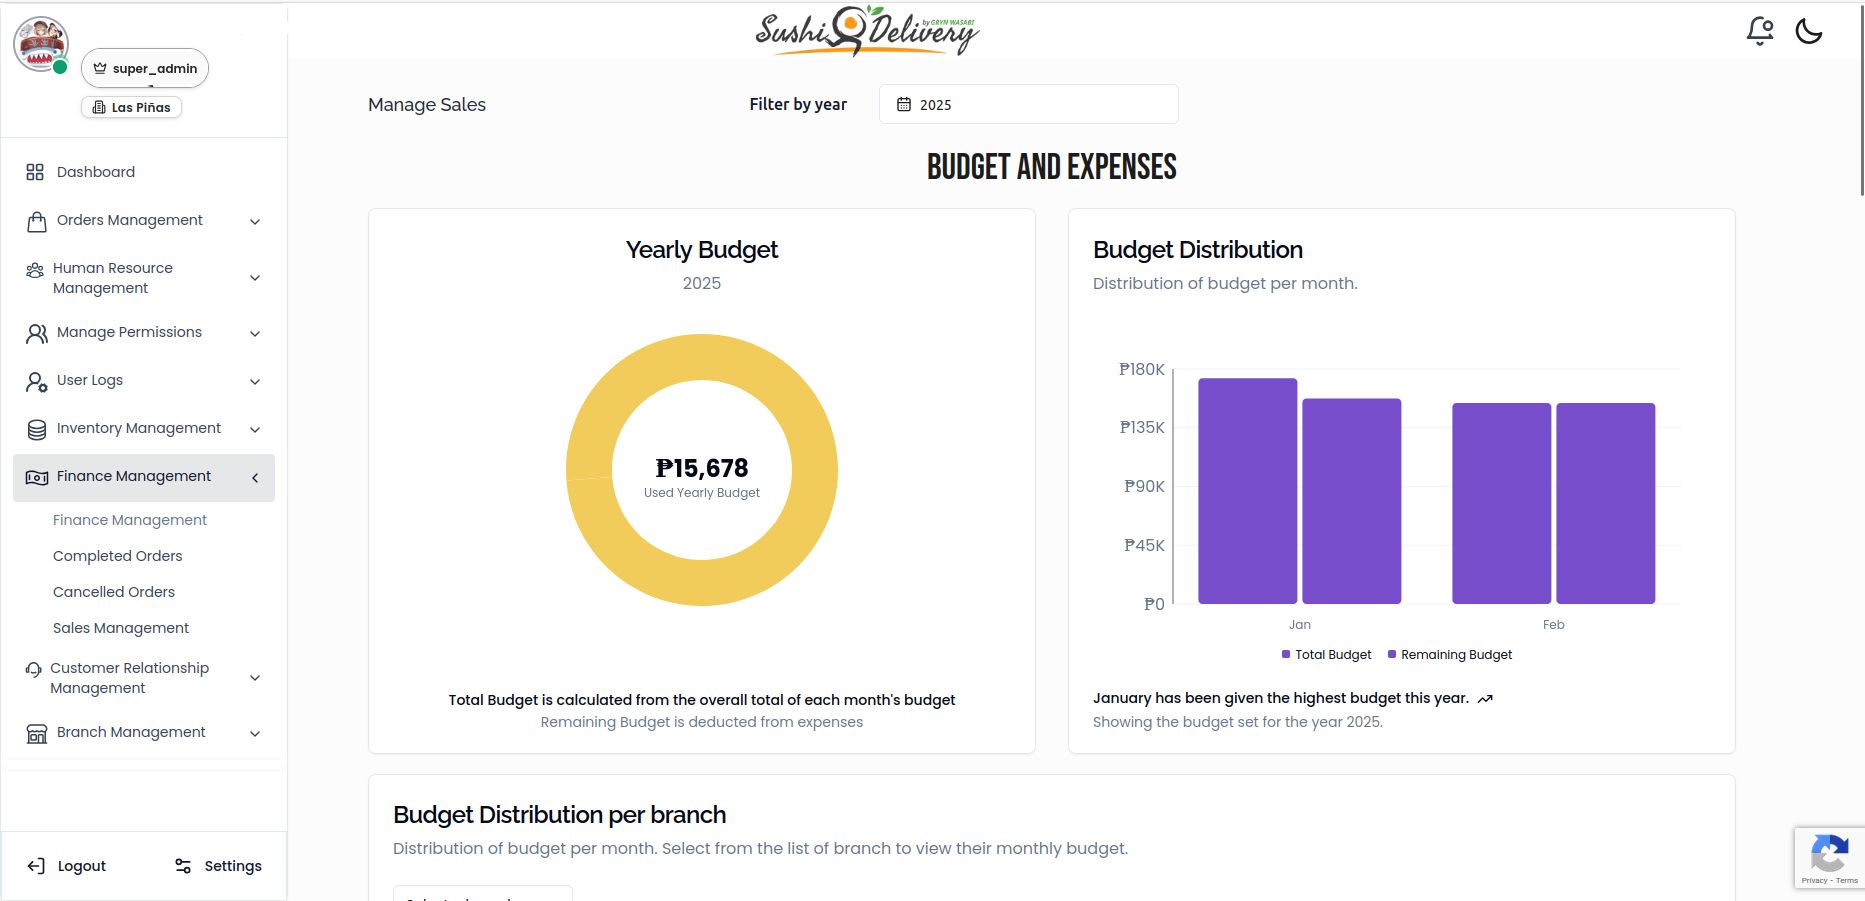 super_admin
Las Piñas
Dashboard
Orders Management
Human Resource
Management
Manage Permissions
User Logs
Inventory Management
Finance Management
Finance Management
Completed Orders
Cancelled Orders
Sales Management
Customer Relationship
Management
Branch Management
Logout
Settings
Sushi Delivery
by GRYN WASABI
Manage Sales
Filter by year
2025
BUDGET AND EXPENSES
Yearly Budget
2025
₱15,678
Used Yearly Budget
Total Budget is calculated from the overall total of each month's budget
Remaining Budget is deducted from expenses
Budget Distribution
Distribution of budget per month.
₱180K
₱135K
₱90K
₱45K
₱0
Jan
Feb
Total Budget
Remaining Budget
January has been given the highest budget this year.
Showing the budget set for the year 2025.
Budget Distribution per branch
Distribution of budget per month. Select from the list of branch to view their monthly budget.
Privacy - Terms